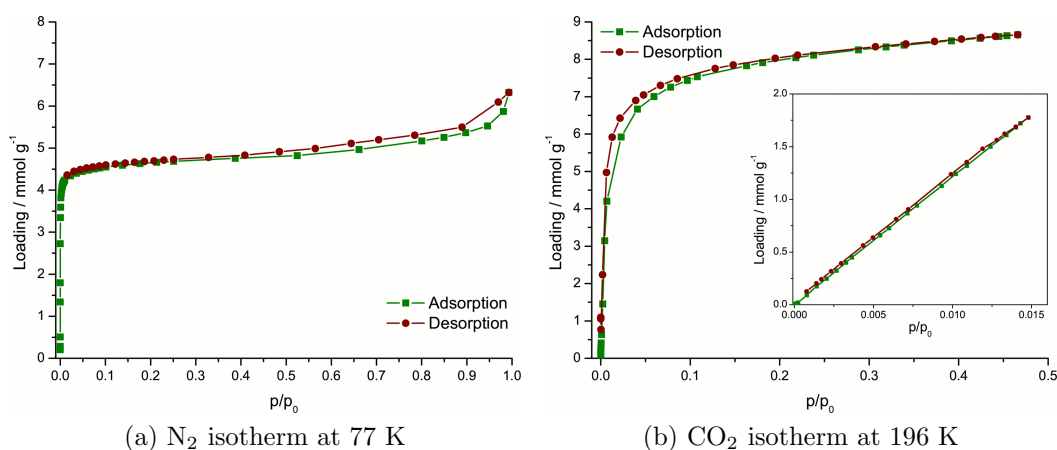 8
7
6
5
4
3
2
1
0
Loading / mmol g⁻¹
Adsorption
Desorption
0.0 0.1 0.2 0.3 0.4 0.5 0.6 0.7 0.8 0.9 1.0
p/p₀
(a) N₂ isotherm at 77 K
9
8
7
6
5
4
3
2
1
0
Loading / mmol g⁻¹
Adsorption
Desorption
2.0
1.5
1.0
0.5
0.0
Loading / mmol g⁻¹
0.000 0.005 0.010 0.015
p/p₀
0.0 0.1 0.2 0.3 0.4 0.5
p/p₀
(b) CO₂ isotherm at 196 K